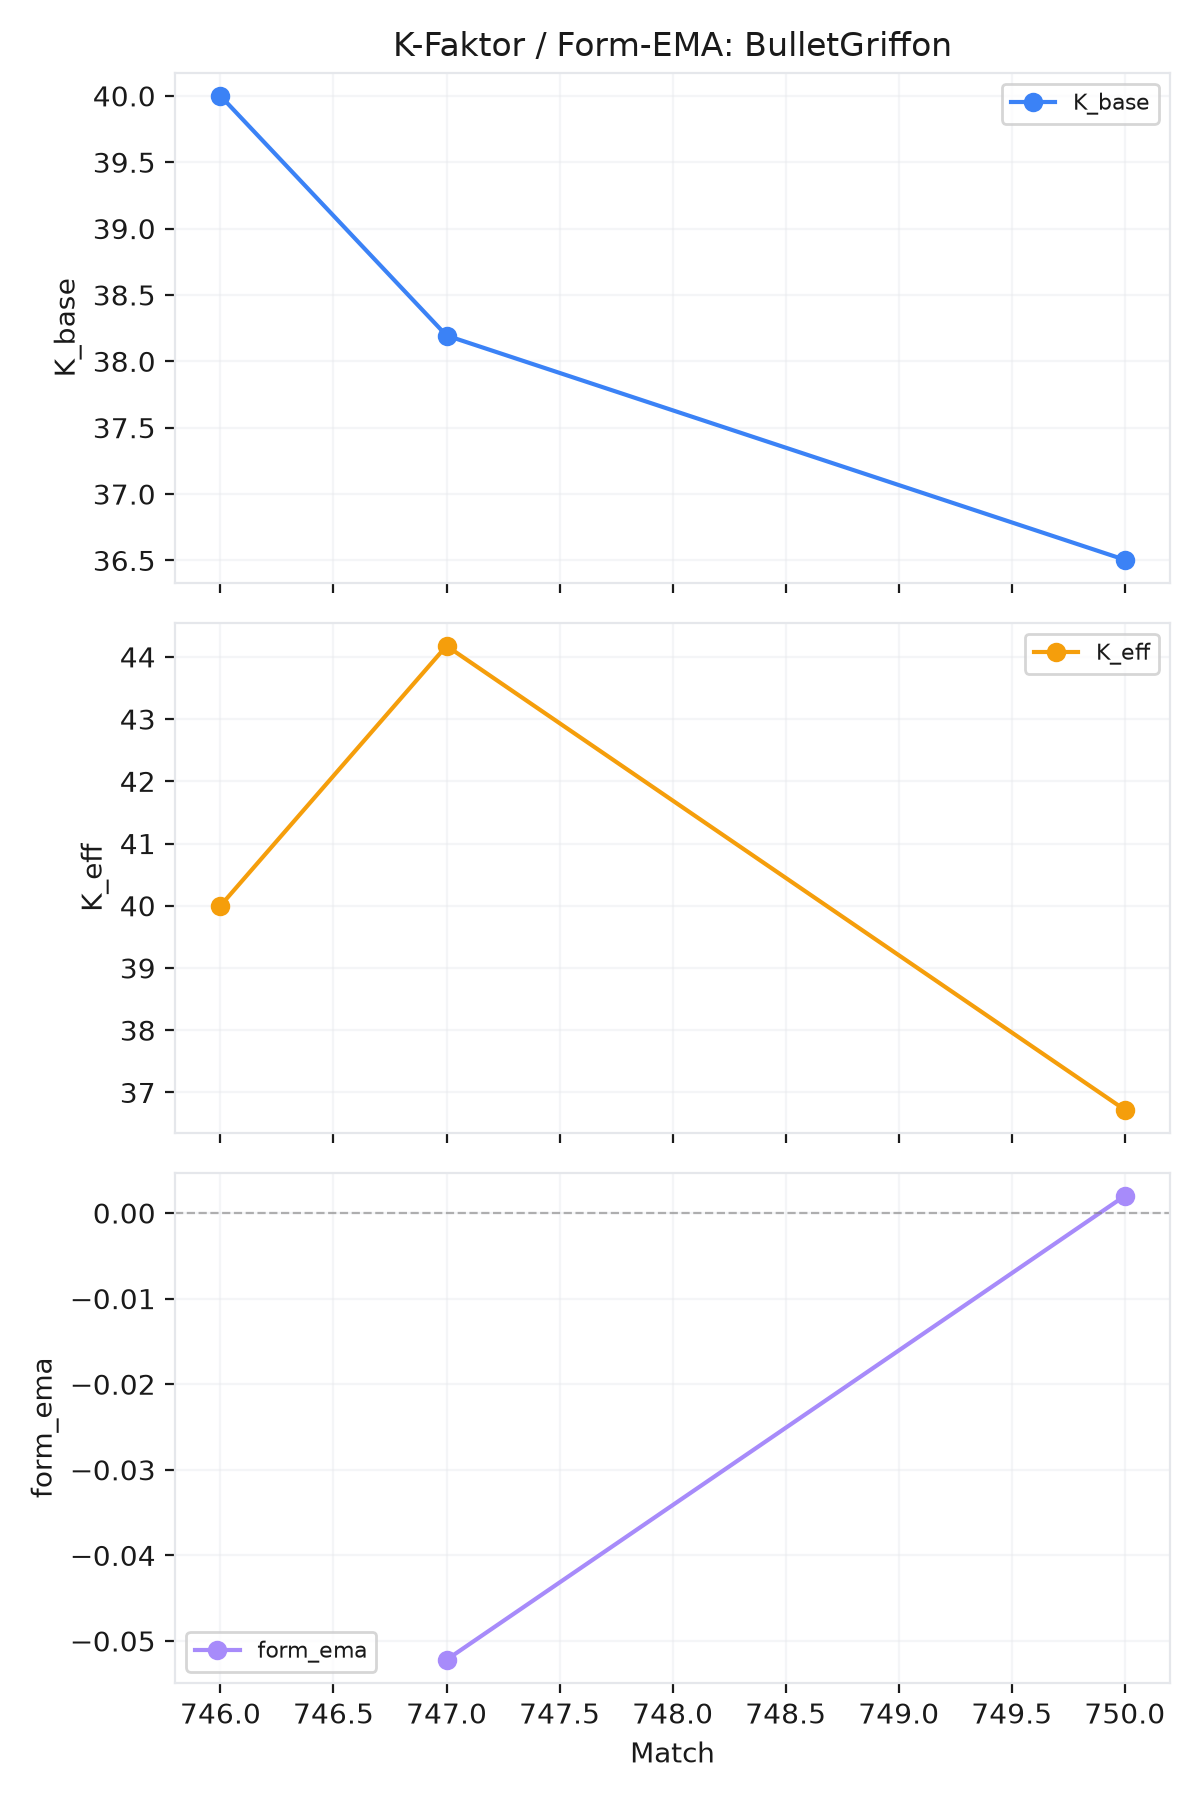 K-Faktor / Form-EMA: BulletGriffon
K_base
40.0
39.5
39.0
38.5
38.0
37.5
37.0
36.5
K_base
K_eff
44
43
42
41
40
39
38
37
K_eff
0.00
−0.01
−0.02
−0.03
−0.04
−0.05
form_ema
form_ema
746.0 746.5 747.0 747.5 748.0 748.5 749.0 749.5 750.0
Match